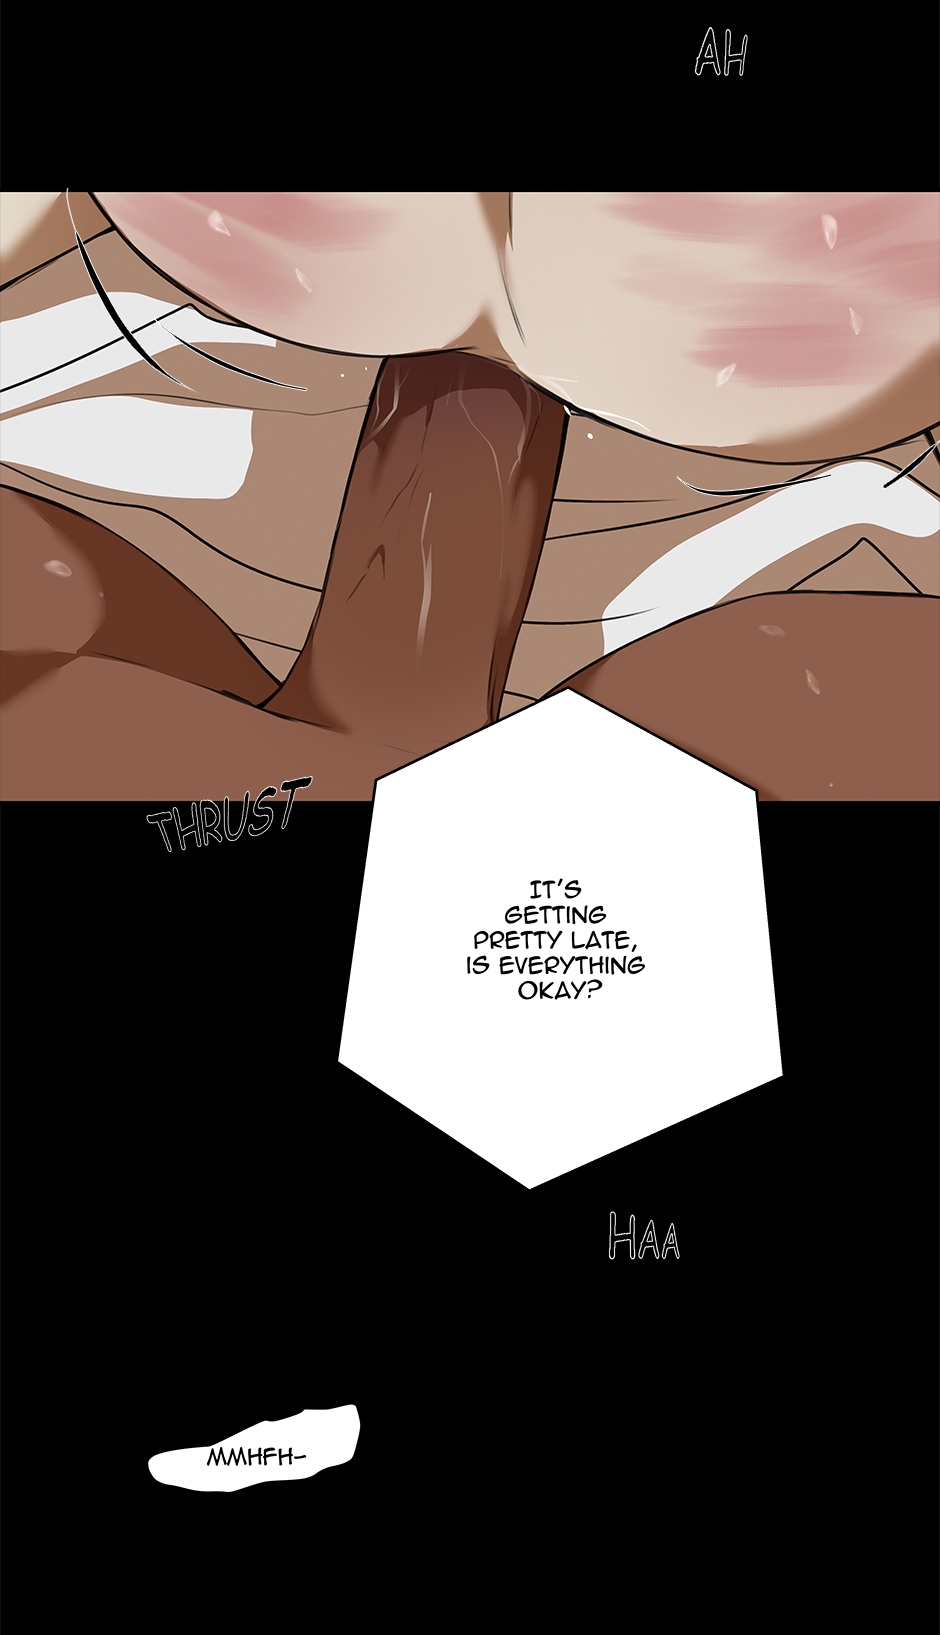 AH
THRUST
IT'S
GETTING
PRETTY LATE,
IS EVERYTHING
OKAY?
HAA
MMHFH-